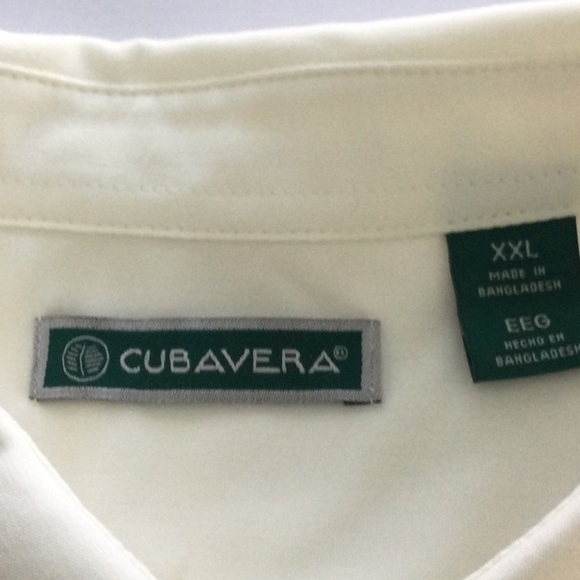 CUBAVERA®
XXL
MADE IN
BANGLADESH
EEG
HECHO EN
BANGLADESH